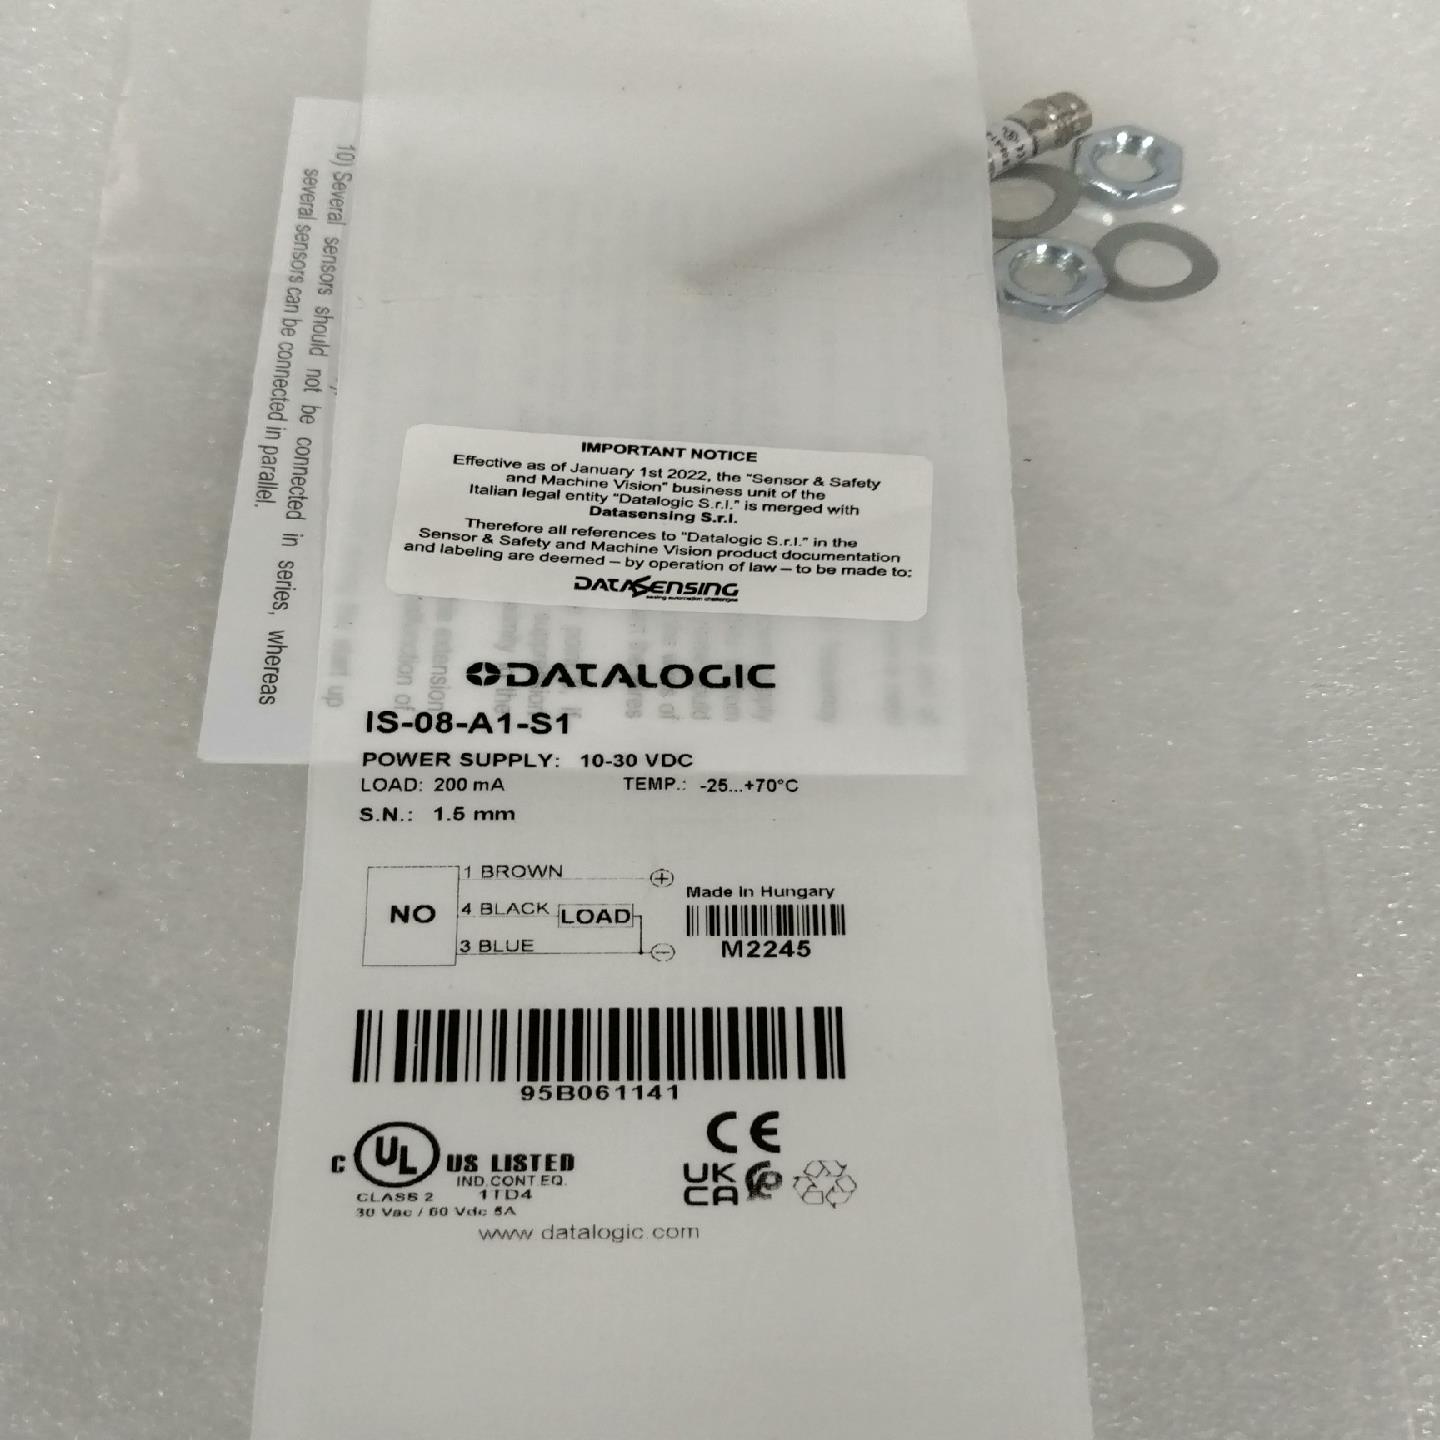 10) Several sensors should not be connected in series, whereas
several sensors can be connected in parallel.
IMPORTANT NOTICE
Effective as of January 1st 2022, the "Sensor & Safety
and Machine Vision" business unit of the
Italian legal entity "Datalogic S.r.l." is merged with
Datasensing S.r.l.
Therefore all references to "Datalogic S.r.l." in the
Sensor & Safety and Machine Vision product documentation
and labeling are deemed – by operation of law – to be made to:
DATASENSING
DATALOGIC
IS-08-A1-S1
POWER SUPPLY: 10-30 VDC
LOAD: 200 mA TEMP.: -25...+70°C
S.N.: 1.5 mm
1 BROWN +
NO 4 BLACK LOAD
3 BLUE –
Made in Hungary
M2245
95B061141
C UL US LISTED
IND.CONT.EQ.
CLASS 2 1TD4
30 Vac / 60 Vdc 5A
CE
UK
CA
www.datalogic.com